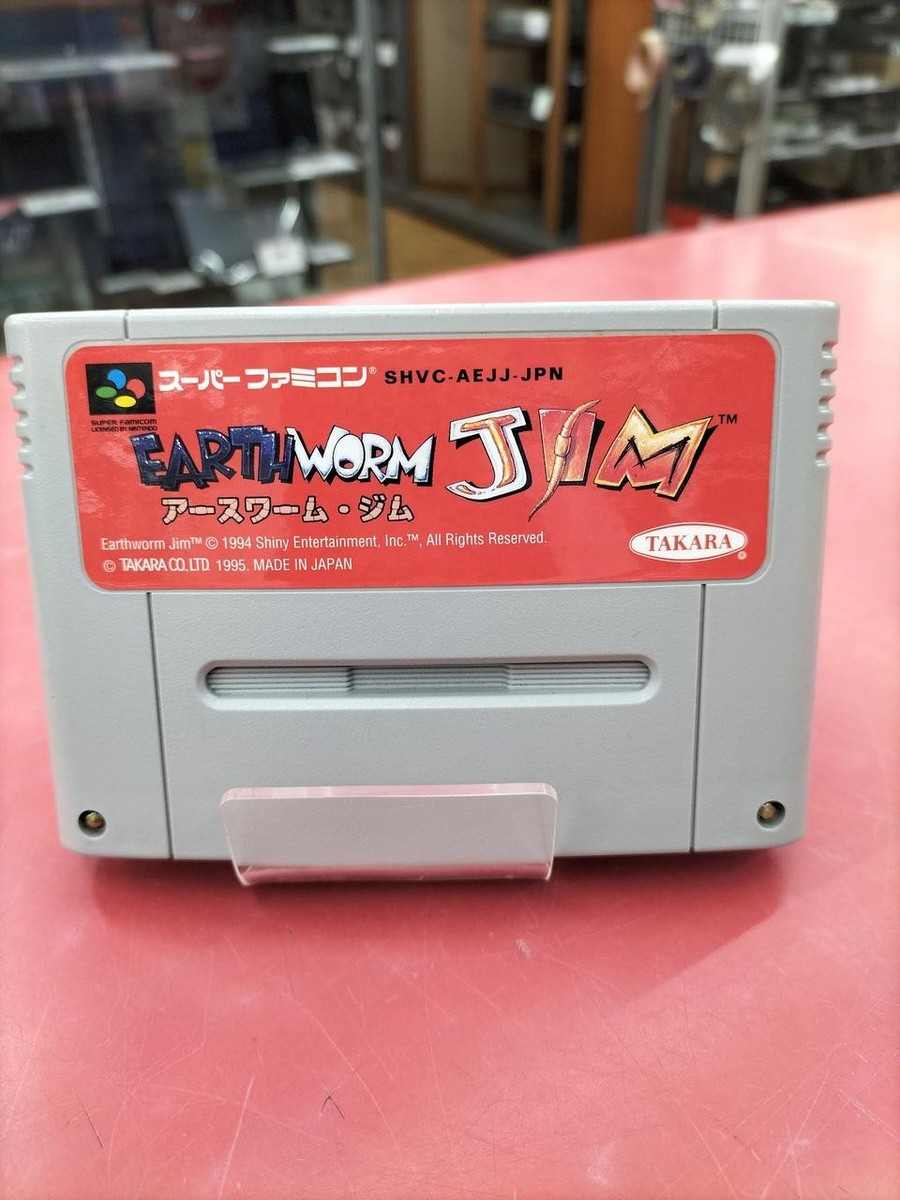 スーパーファミコン® SHVC-AEJJ-JPN
SUPER FAMICOM
LICENSED BY NINTENDO
EARTHWORM JIM™
アースワーム・ジム
Earthworm Jim™ © 1994 Shiny Entertainment, Inc.™, All Rights Reserved.
TAKARA®
© TAKARA CO.,LTD. 1995. MADE IN JAPAN